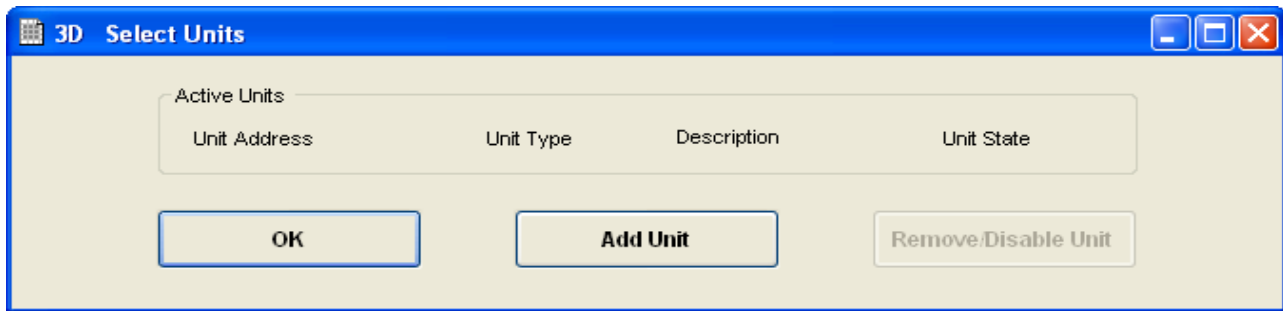 3D Select Units
Active Units
Unit Address Unit Type Description Unit State
OK Add Unit Remove/Disable Unit